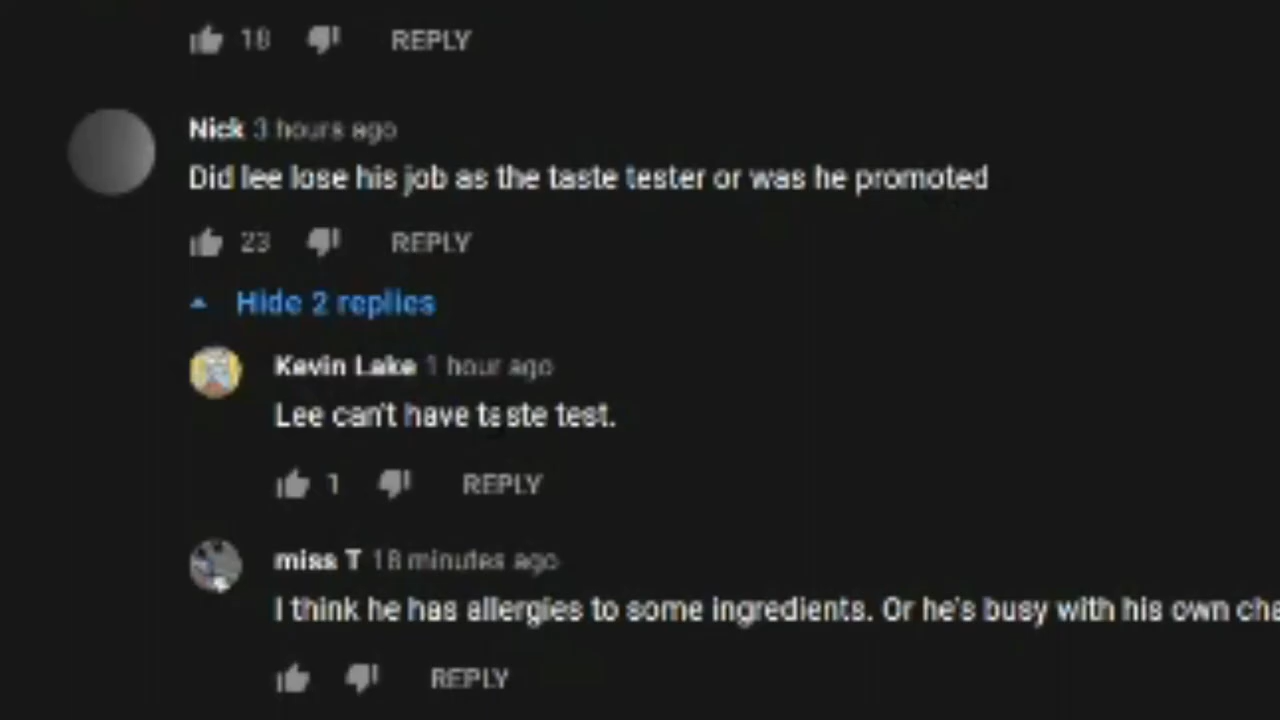 18 REPLY
Nick 3 hours ago
Did lee lose his job as the taste tester or was he promoted
23 REPLY
Hide 2 replies
Kevin Lake 1 hour ago
Lee can't have taste test.
1 REPLY
miss T 18 minutes ago
I think he has allergies to some ingredients. Or he's busy with his own cha
REPLY